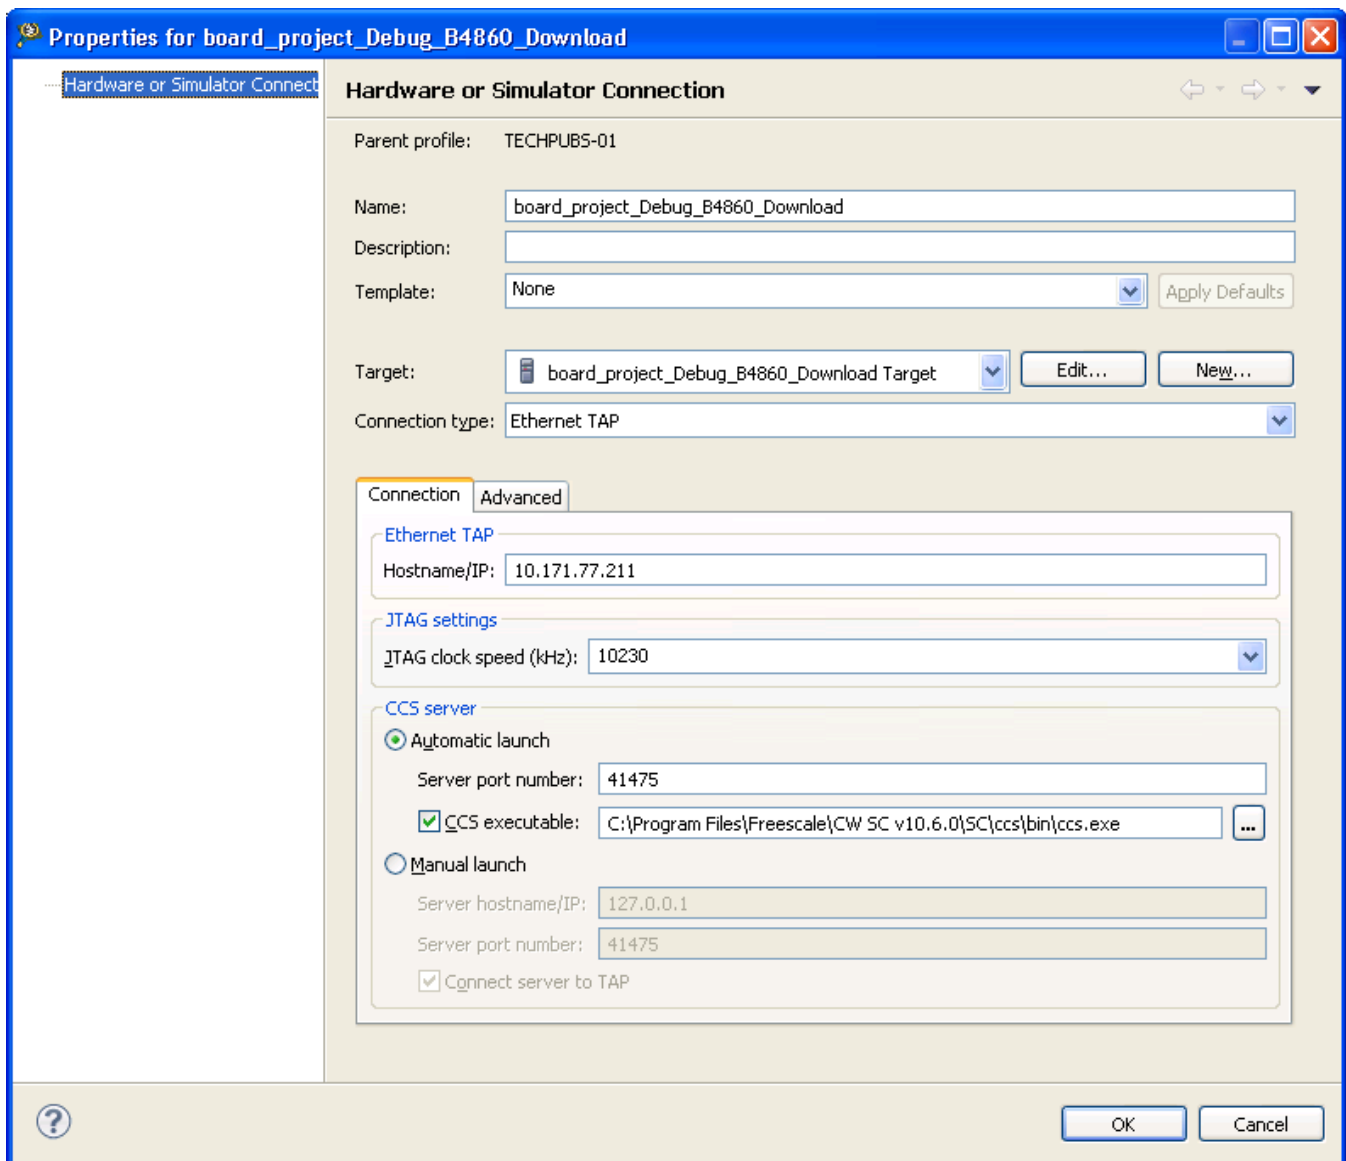 Properties for board_project_Debug_B4860_Download
Hardware or Simulator Connect
Hardware or Simulator Connection
Parent profile: TECHPUBS-01
Name: board_project_Debug_B4860_Download
Description:
Template: None Apply Defaults
Target: board_project_Debug_B4860_Download Target Edit... New...
Connection type: Ethernet TAP
Connection Advanced
Ethernet TAP
Hostname/IP: 10.171.77.211
JTAG settings
JTAG clock speed (kHz): 10230
CCS server
Automatic launch
Server port number: 41475
CCS executable: C:\Program Files\Freescale\CW SC v10.6.0\SC\ccs\bin\ccs.exe ...
Manual launch
Server hostname/IP: 127.0.0.1
Server port number: 41475
Connect server to TAP
? OK Cancel